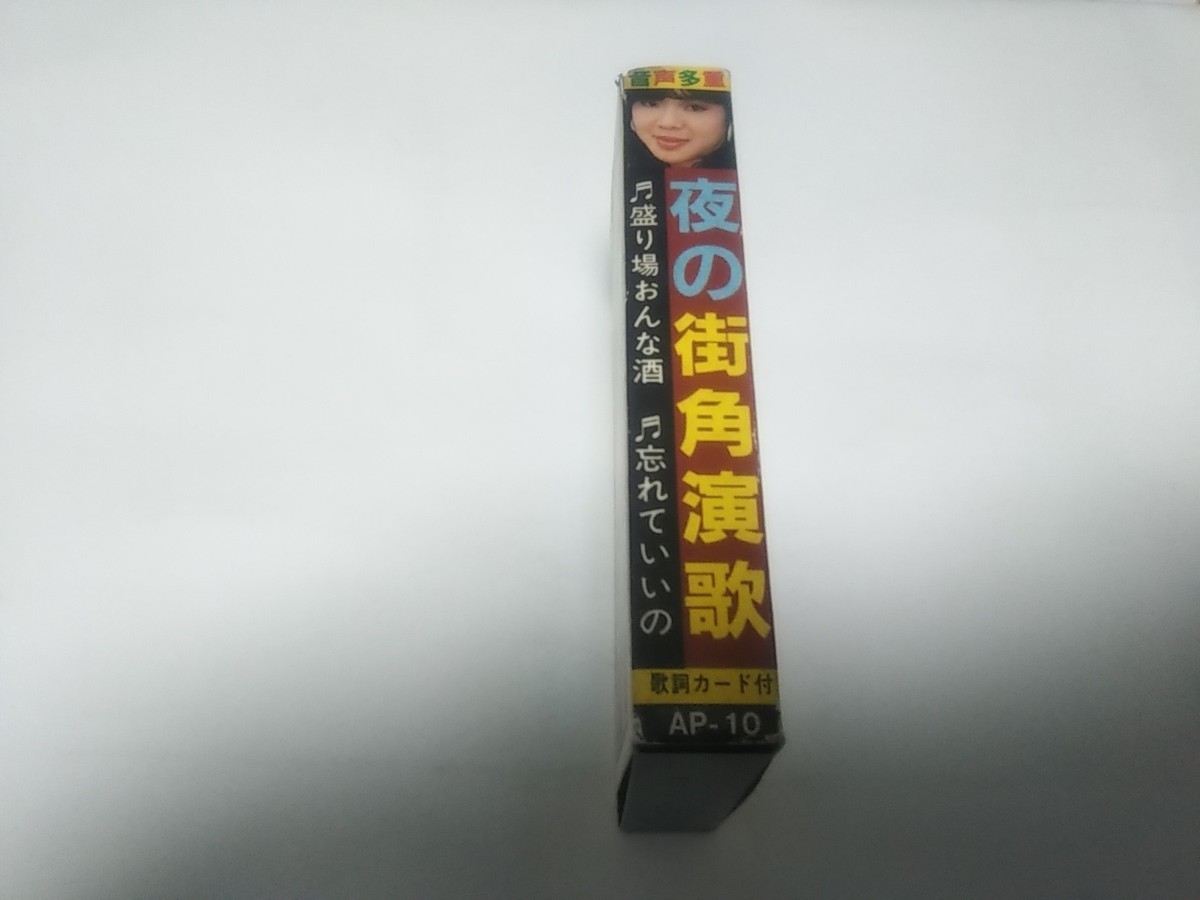 音声多重
夜の街角演歌
♬盛り場おんな酒 ♬忘れていいの
歌詞カード付
AP-10